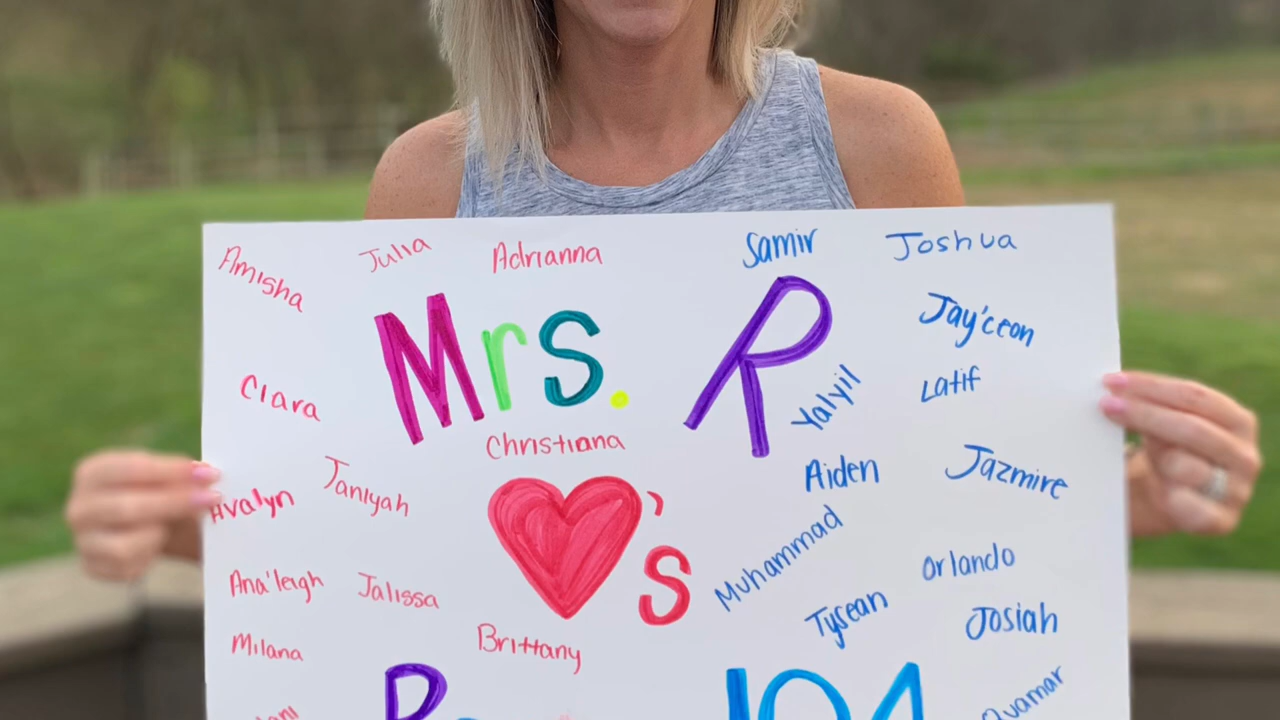 Amisha
Julia
Adrianna
Samir
Joshua
Mrs. R
Jay'ceon
Clara
Yalyil
Latif
Christiana
Avalyn
Janiyah
Aiden
Jazmire
♥'s
Muhammad
Ana'leigh
Jalissa
Orlando
Tysean
Josiah
Milana
Brittany